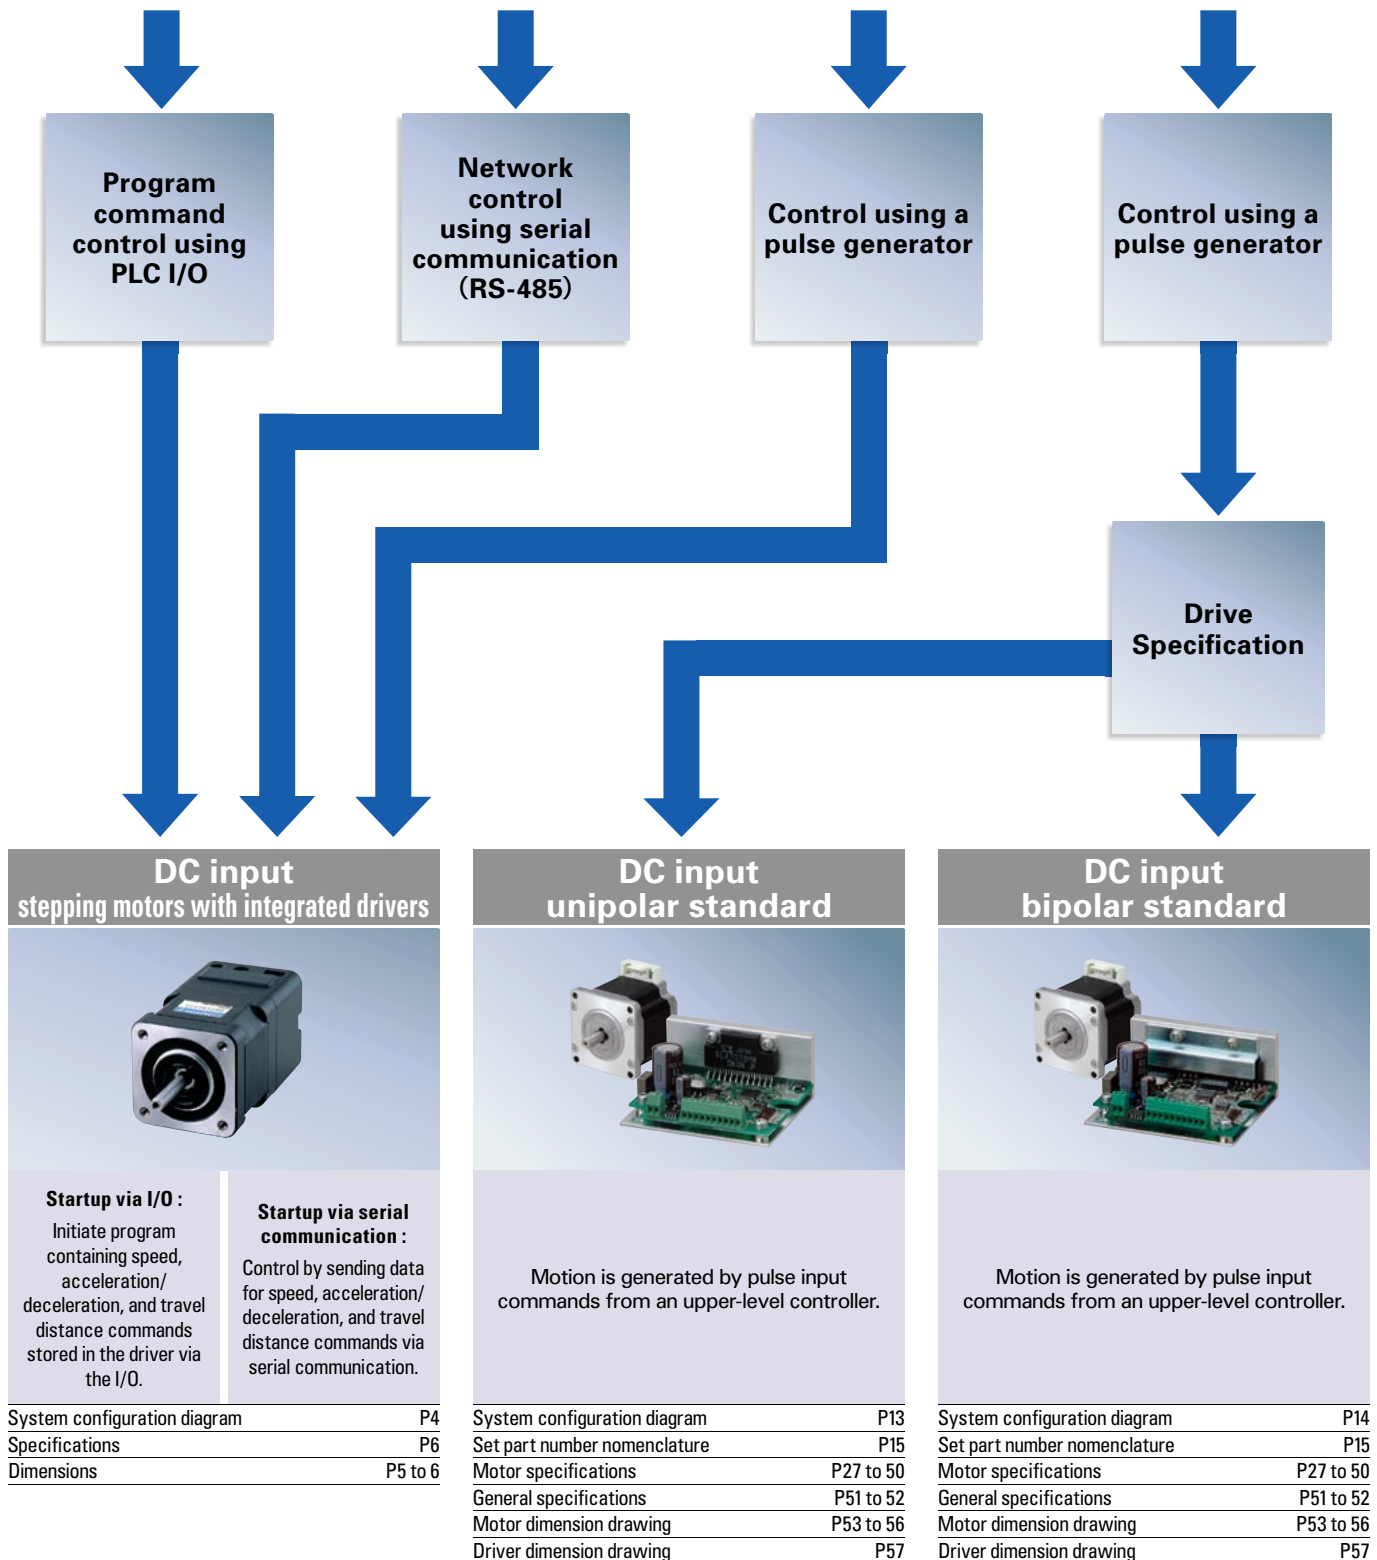 Program
command
control using
PLC I/O
Network
control
using serial
communication
(RS-485)
Control using a
pulse generator
Control using a
pulse generator
Drive
Specification
DC input
stepping motors with integrated drivers
Startup via I/O :
Initiate program
containing speed,
acceleration/
deceleration, and travel
distance commands
stored in the driver via
the I/O.
Startup via serial
communication :
Control by sending data
for speed, acceleration/
deceleration, and travel
distance commands via
serial communication.
System configuration diagram P4
Specifications P6
Dimensions P5 to 6
DC input
unipolar standard
Motion is generated by pulse input
commands from an upper-level controller.
System configuration diagram P13
Set part number nomenclature P15
Motor specifications P27 to 50
General specifications P51 to 52
Motor dimension drawing P53 to 56
Driver dimension drawing P57
DC input
bipolar standard
Motion is generated by pulse input
commands from an upper-level controller.
System configuration diagram P14
Set part number nomenclature P15
Motor specifications P27 to 50
General specifications P51 to 52
Motor dimension drawing P53 to 56
Driver dimension drawing P57